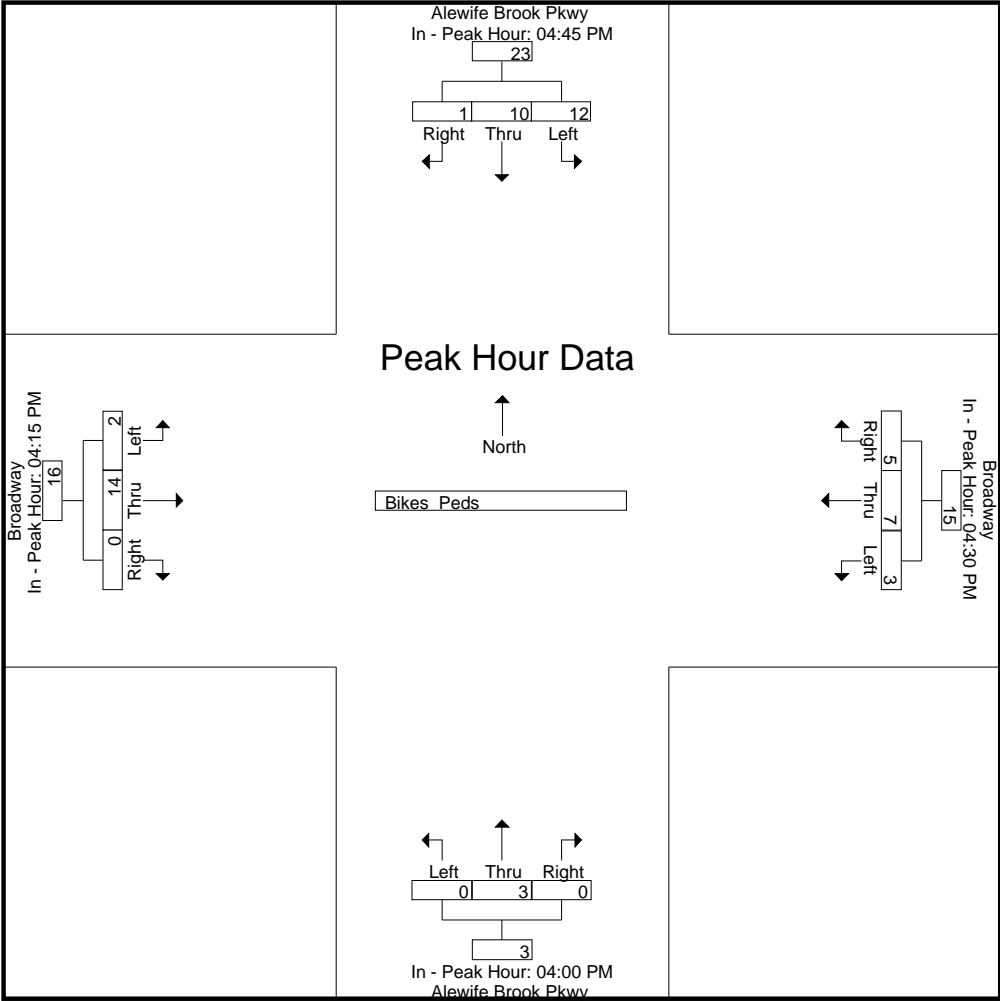 Alewife Brook Pkwy
In - Peak Hour: 04:45 PM
23
1 10 12
Right Thru Left
Peak Hour Data
North
Bikes Peds
Broadway
In - Peak Hour: 04:15 PM
16
2 14 0
Left Thru Right
Broadway
In - Peak Hour: 04:30 PM
15
5 7 3
Right Thru Left
Left Thru Right
0 3 0
3
In - Peak Hour: 04:00 PM
Alewife Brook Pkwy